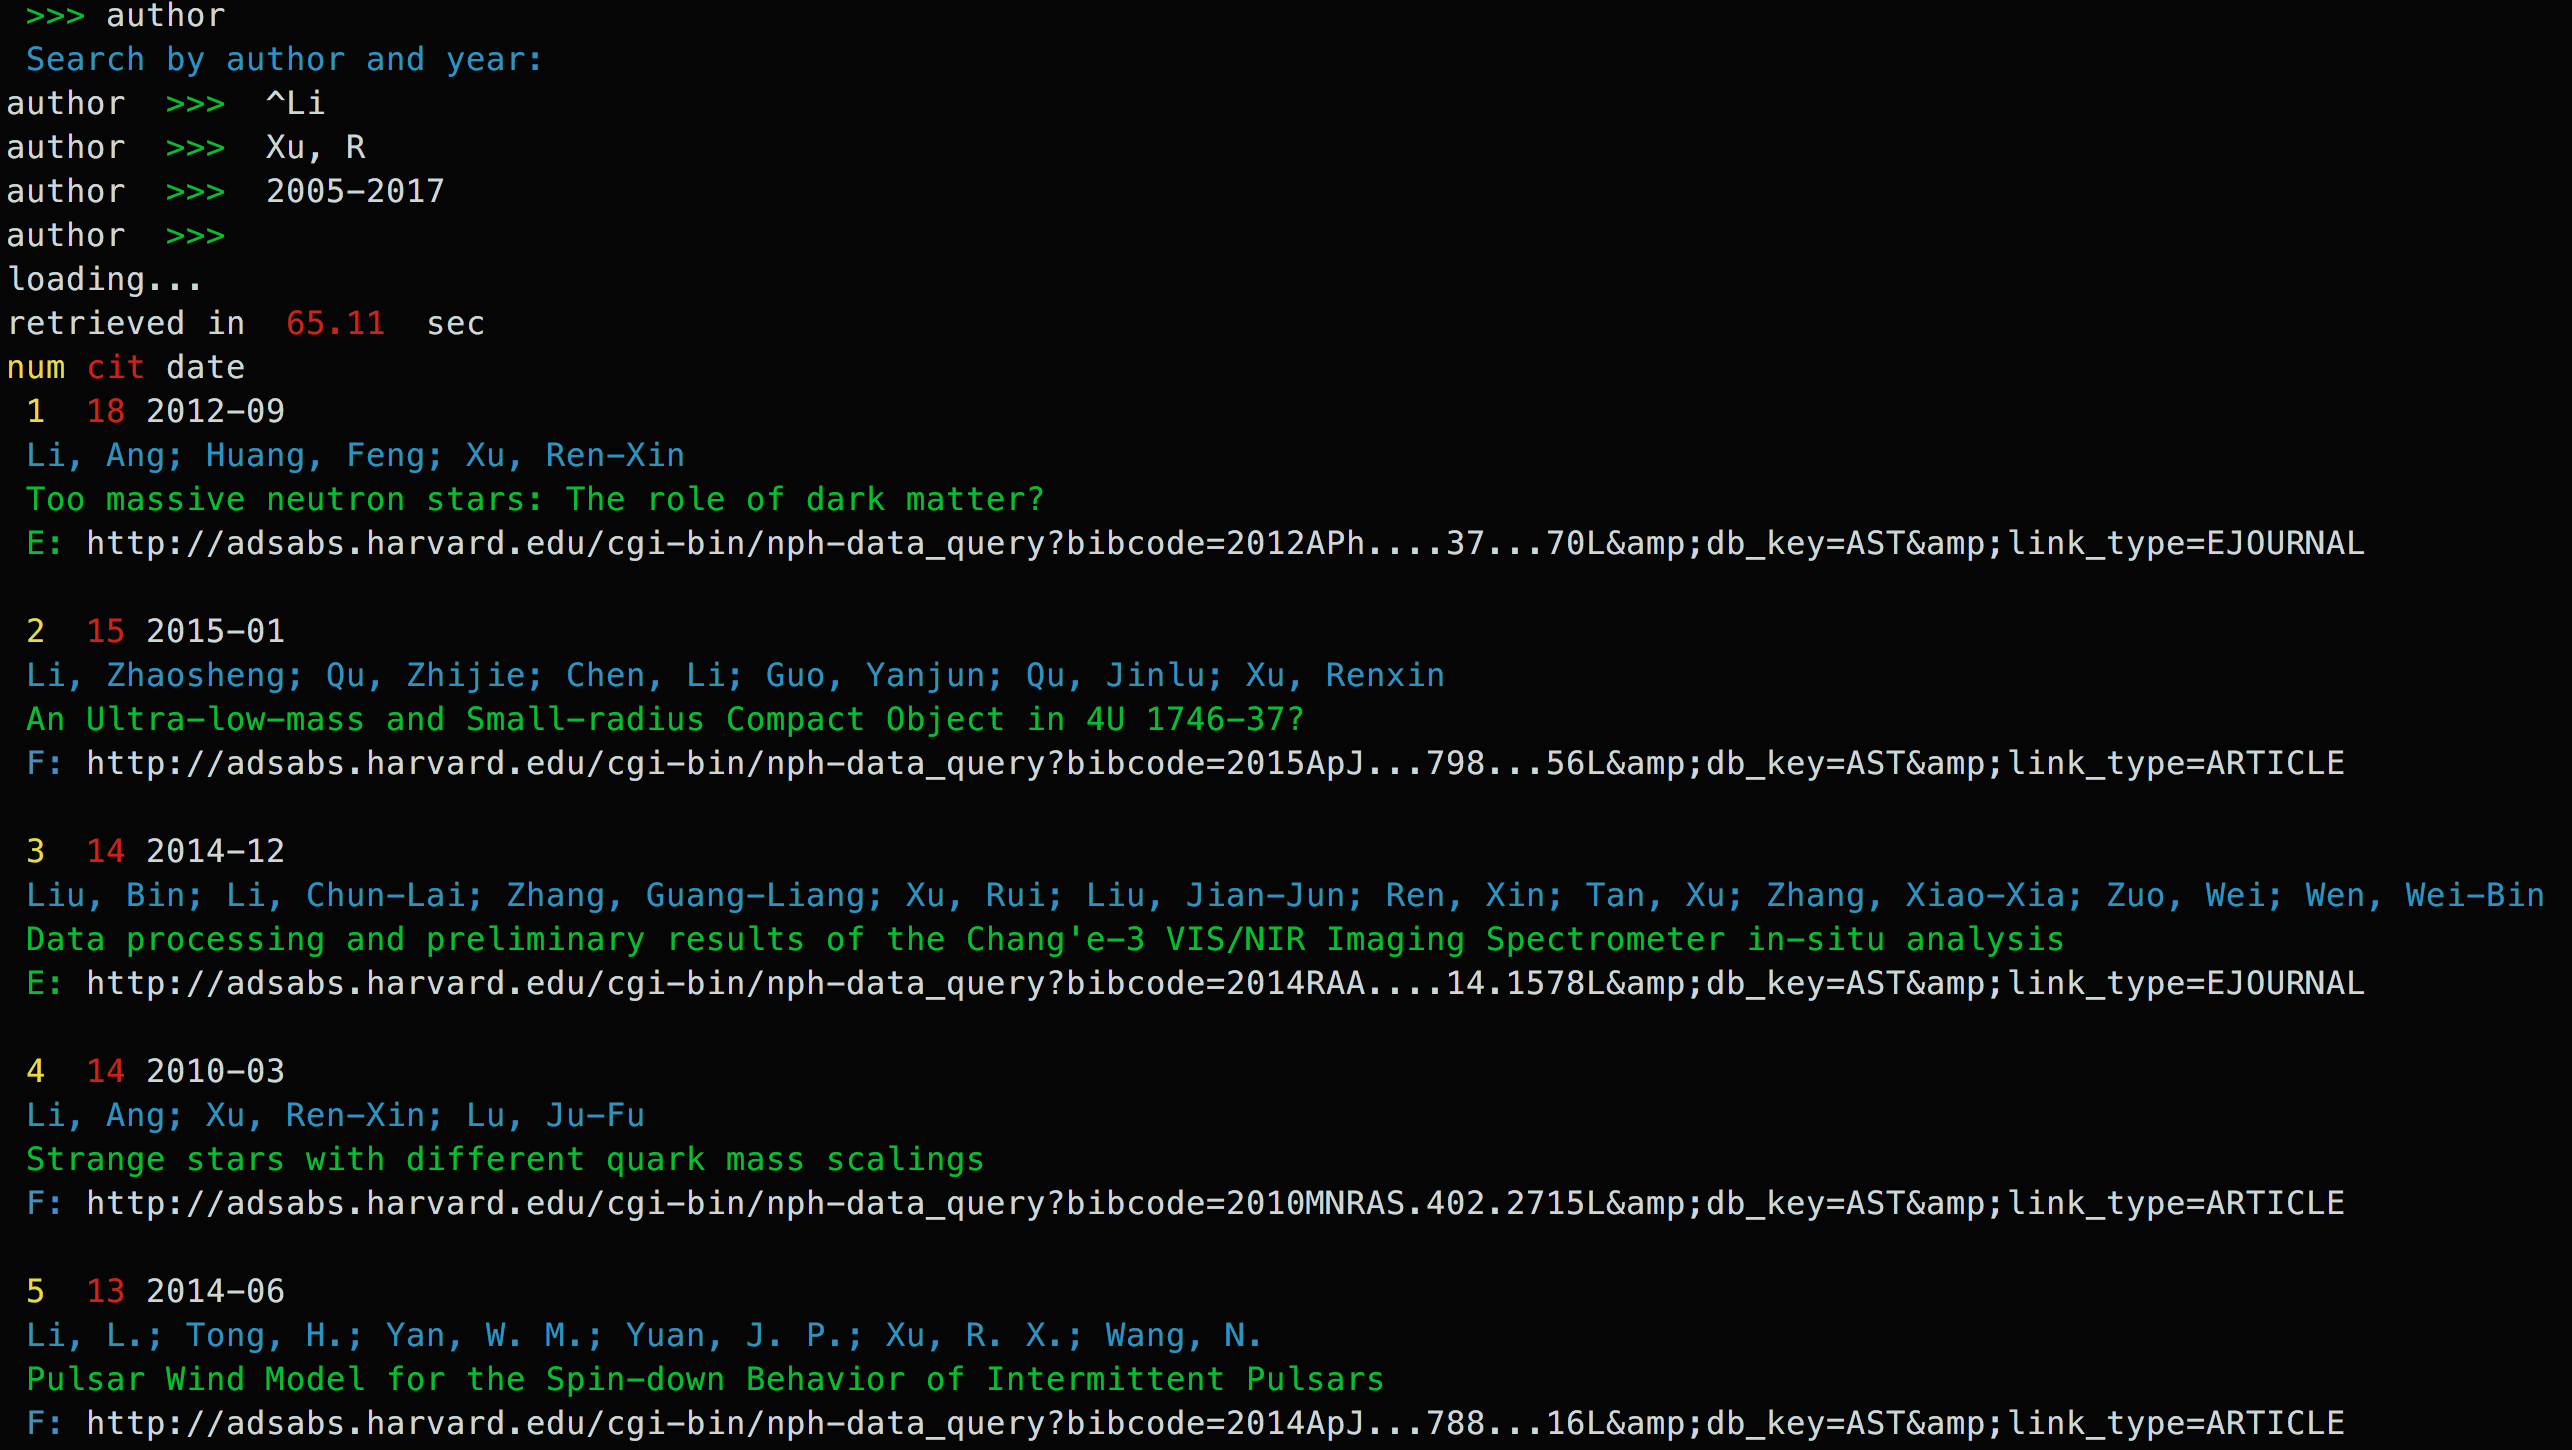 >>> author
Search by author and year:
author  >>>  ^Li
author  >>>  Xu, R
author  >>>  2005-2017
author  >>>
loading...
retrieved in  65.11  sec
num cit date
1  18 2012-09
Li, Ang; Huang, Feng; Xu, Ren-Xin
Too massive neutron stars: The role of dark matter?
E: http://adsabs.harvard.edu/cgi-bin/nph-data_query?bibcode=2012APh....37...70L&amp;db_key=AST&amp;link_type=EJOURNAL
2  15 2015-01
Li, Zhaosheng; Qu, Zhijie; Chen, Li; Guo, Yanjun; Qu, Jinlu; Xu, Renxin
An Ultra-low-mass and Small-radius Compact Object in 4U 1746-37?
F: http://adsabs.harvard.edu/cgi-bin/nph-data_query?bibcode=2015ApJ...798...56L&amp;db_key=AST&amp;link_type=ARTICLE
3  14 2014-12
Liu, Bin; Li, Chun-Lai; Zhang, Guang-Liang; Xu, Rui; Liu, Jian-Jun; Ren, Xin; Tan, Xu; Zhang, Xiao-Xia; Zuo, Wei; Wen, Wei-Bin
Data processing and preliminary results of the Chang'e-3 VIS/NIR Imaging Spectrometer in-situ analysis
E: http://adsabs.harvard.edu/cgi-bin/nph-data_query?bibcode=2014RAA....14.1578L&amp;db_key=AST&amp;link_type=EJOURNAL
4  14 2010-03
Li, Ang; Xu, Ren-Xin; Lu, Ju-Fu
Strange stars with different quark mass scalings
F: http://adsabs.harvard.edu/cgi-bin/nph-data_query?bibcode=2010MNRAS.402.2715L&amp;db_key=AST&amp;link_type=ARTICLE
5  13 2014-06
Li, L.; Tong, H.; Yan, W. M.; Yuan, J. P.; Xu, R. X.; Wang, N.
Pulsar Wind Model for the Spin-down Behavior of Intermittent Pulsars
F: http://adsabs.harvard.edu/cgi-bin/nph-data_query?bibcode=2014ApJ...788...16L&amp;db_key=AST&amp;link_type=ARTICLE